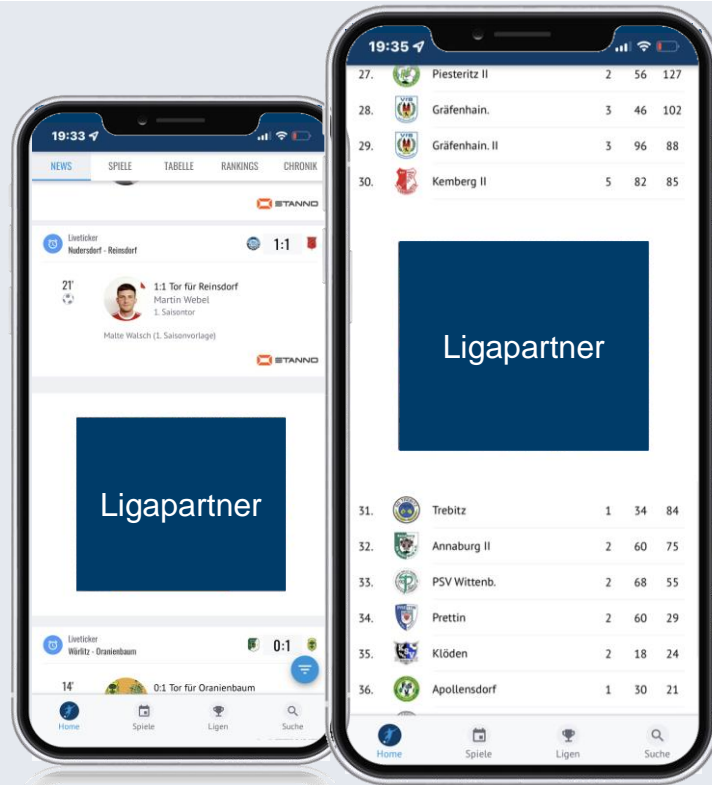 19:33
NEWS SPIELE TABELLE RANKINGS CHRONIK
STANNO
Liveticker
Nudersdorf - Reinsdorf 1:1
21' 1:1 Tor für Reinsdorf
Martin Webel
1. Saisontor
Malte Walsch (1. Saisonvorlage)
STANNO
Ligapartner
Liveticker
Wörlitz - Oranienbaum 0:1
14' 0:1 Tor für Oranienbaum
Home Spiele Ligen Suche
19:35
27. Piesteritz II 2 56 127
28. Gräfenhain. 3 46 102
29. Gräfenhain. II 3 96 88
30. Kemberg II 5 82 85
Ligapartner
31. Trebitz 1 34 84
32. Annaburg II 2 60 75
33. PSV Wittenb. 2 68 55
34. Prettin 2 60 29
35. Klöden 2 18 24
36. Apollensdorf 1 30 21
Home Spiele Ligen Suche